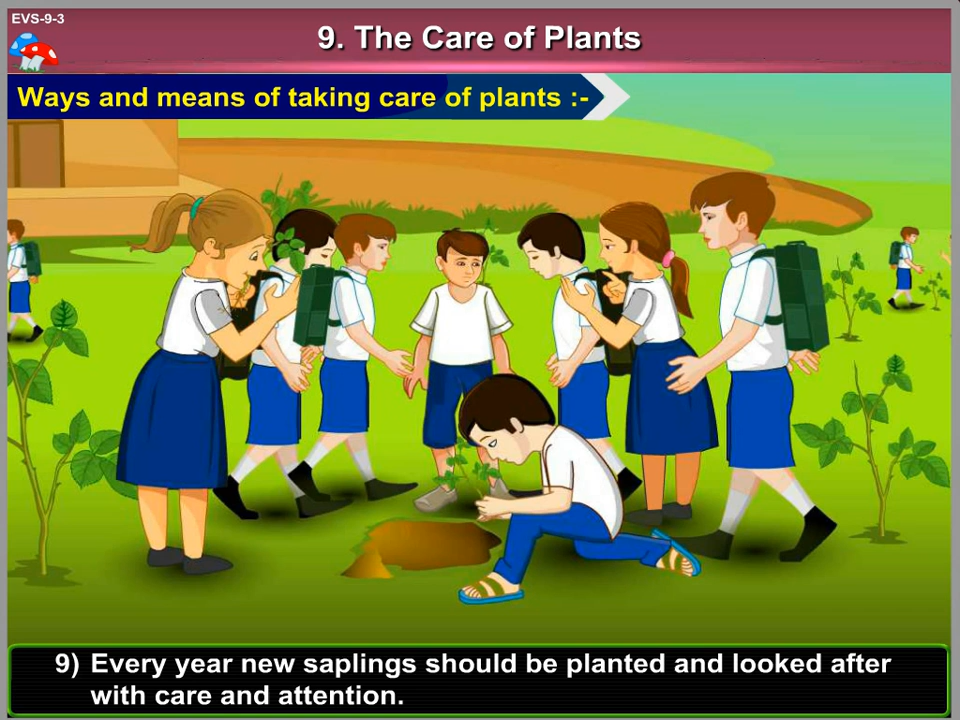 EVS-9-3
9. The Care of Plants
Ways and means of taking care of plants :-
9) Every year new saplings should be planted and looked after
with care and attention.